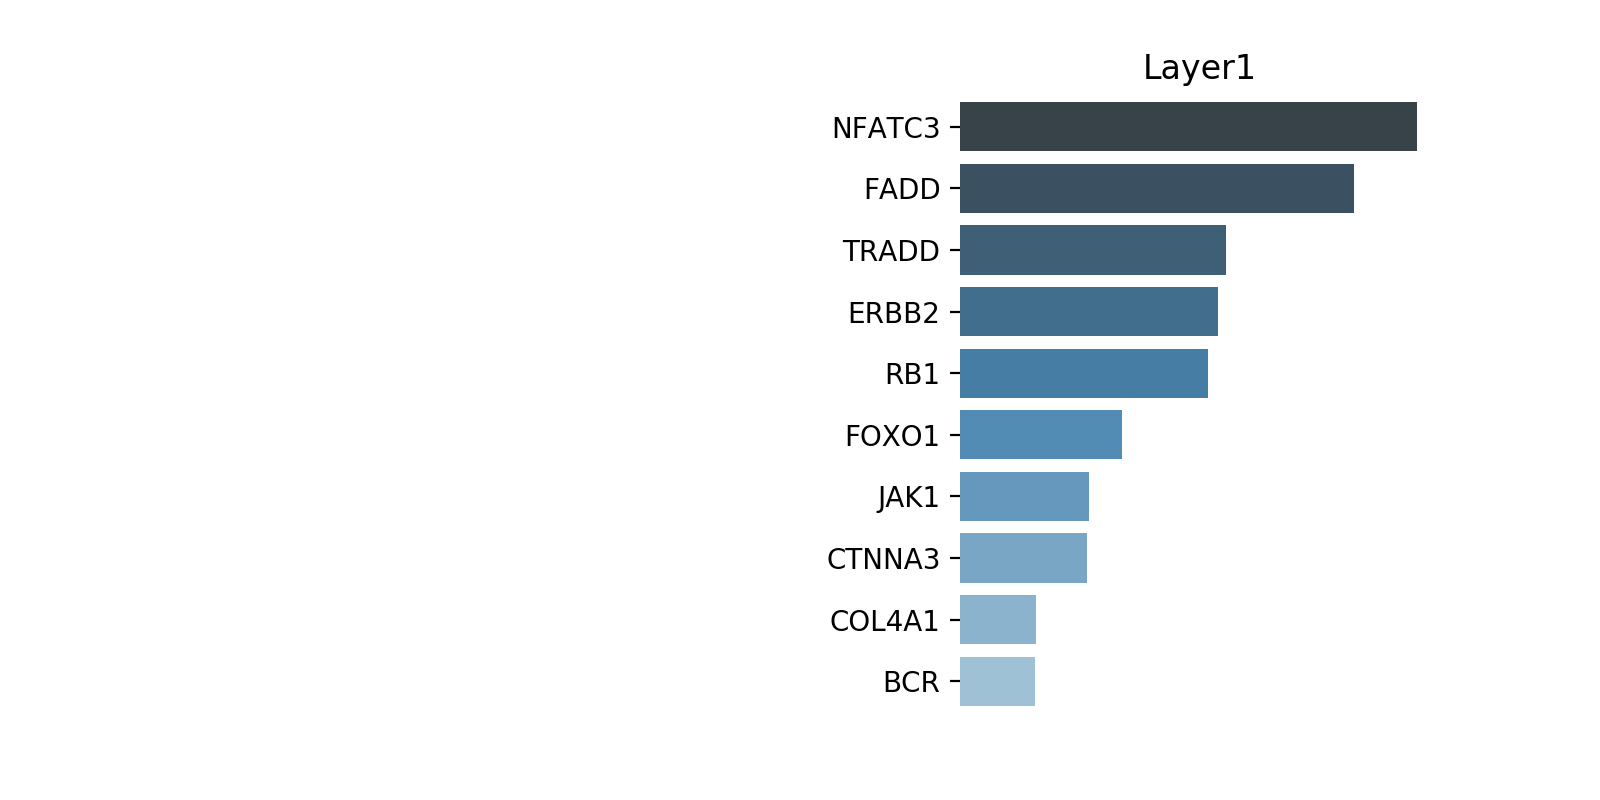 Layer1
NFATC3
FADD
TRADD
ERBB2
RB1
FOXO1
JAK1
CTNNA3
COL4A1
BCR